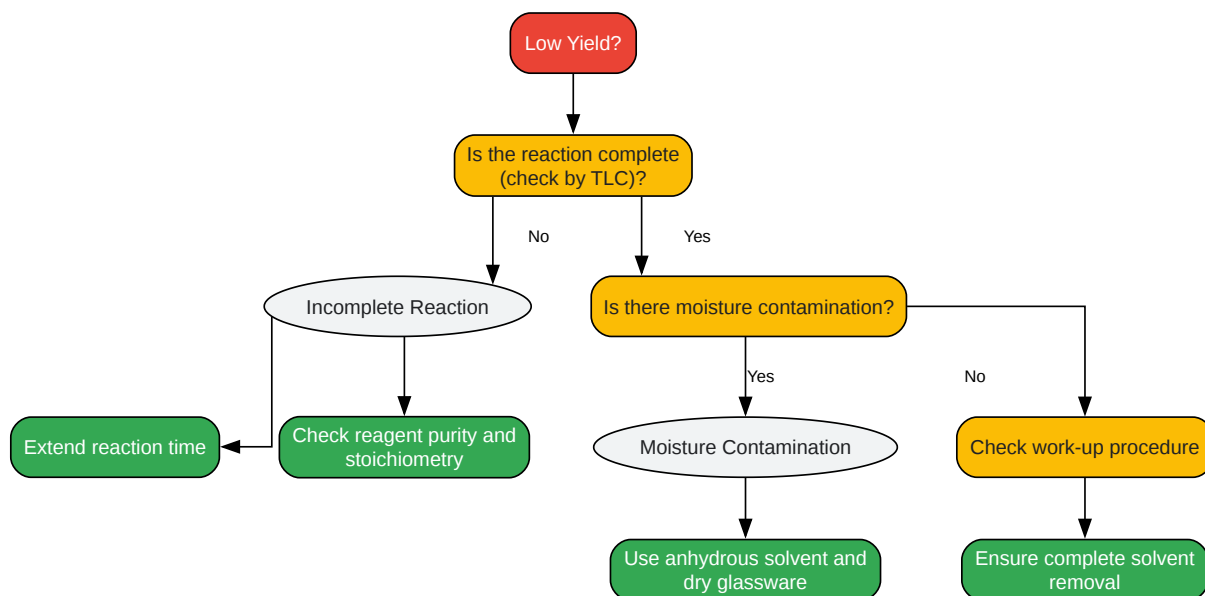 Low Yield?
Is the reaction complete
(check by TLC)?
No
Yes
Incomplete Reaction
Is there moisture contamination?
Yes
No
Extend reaction time
Check reagent purity and
stoichiometry
Moisture Contamination
Check work-up procedure
Use anhydrous solvent and
dry glassware
Ensure complete solvent
removal